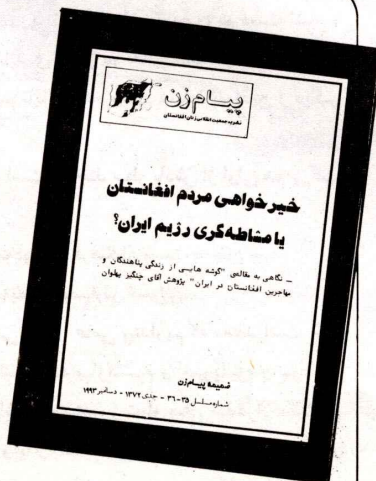 پیام زن
نشریه جمعیت انقلابی زنان افغانستان
خیرخواهی مردم افغانستان
یا مشاطه‌گری رژیم ایران؟
ــ نگاهی به مقاله‌ی "گوشه هایی از زندگی پناهندگان و
مهاجرین افغانستان در ایران" پژوهش آقای چنگیز پهلوان
ضمیمه پیام‌زن
شماره مسلسل ۳۵-۳۶ - جدی ۱۳۷۲ - دسامبر ۱۹۹۳